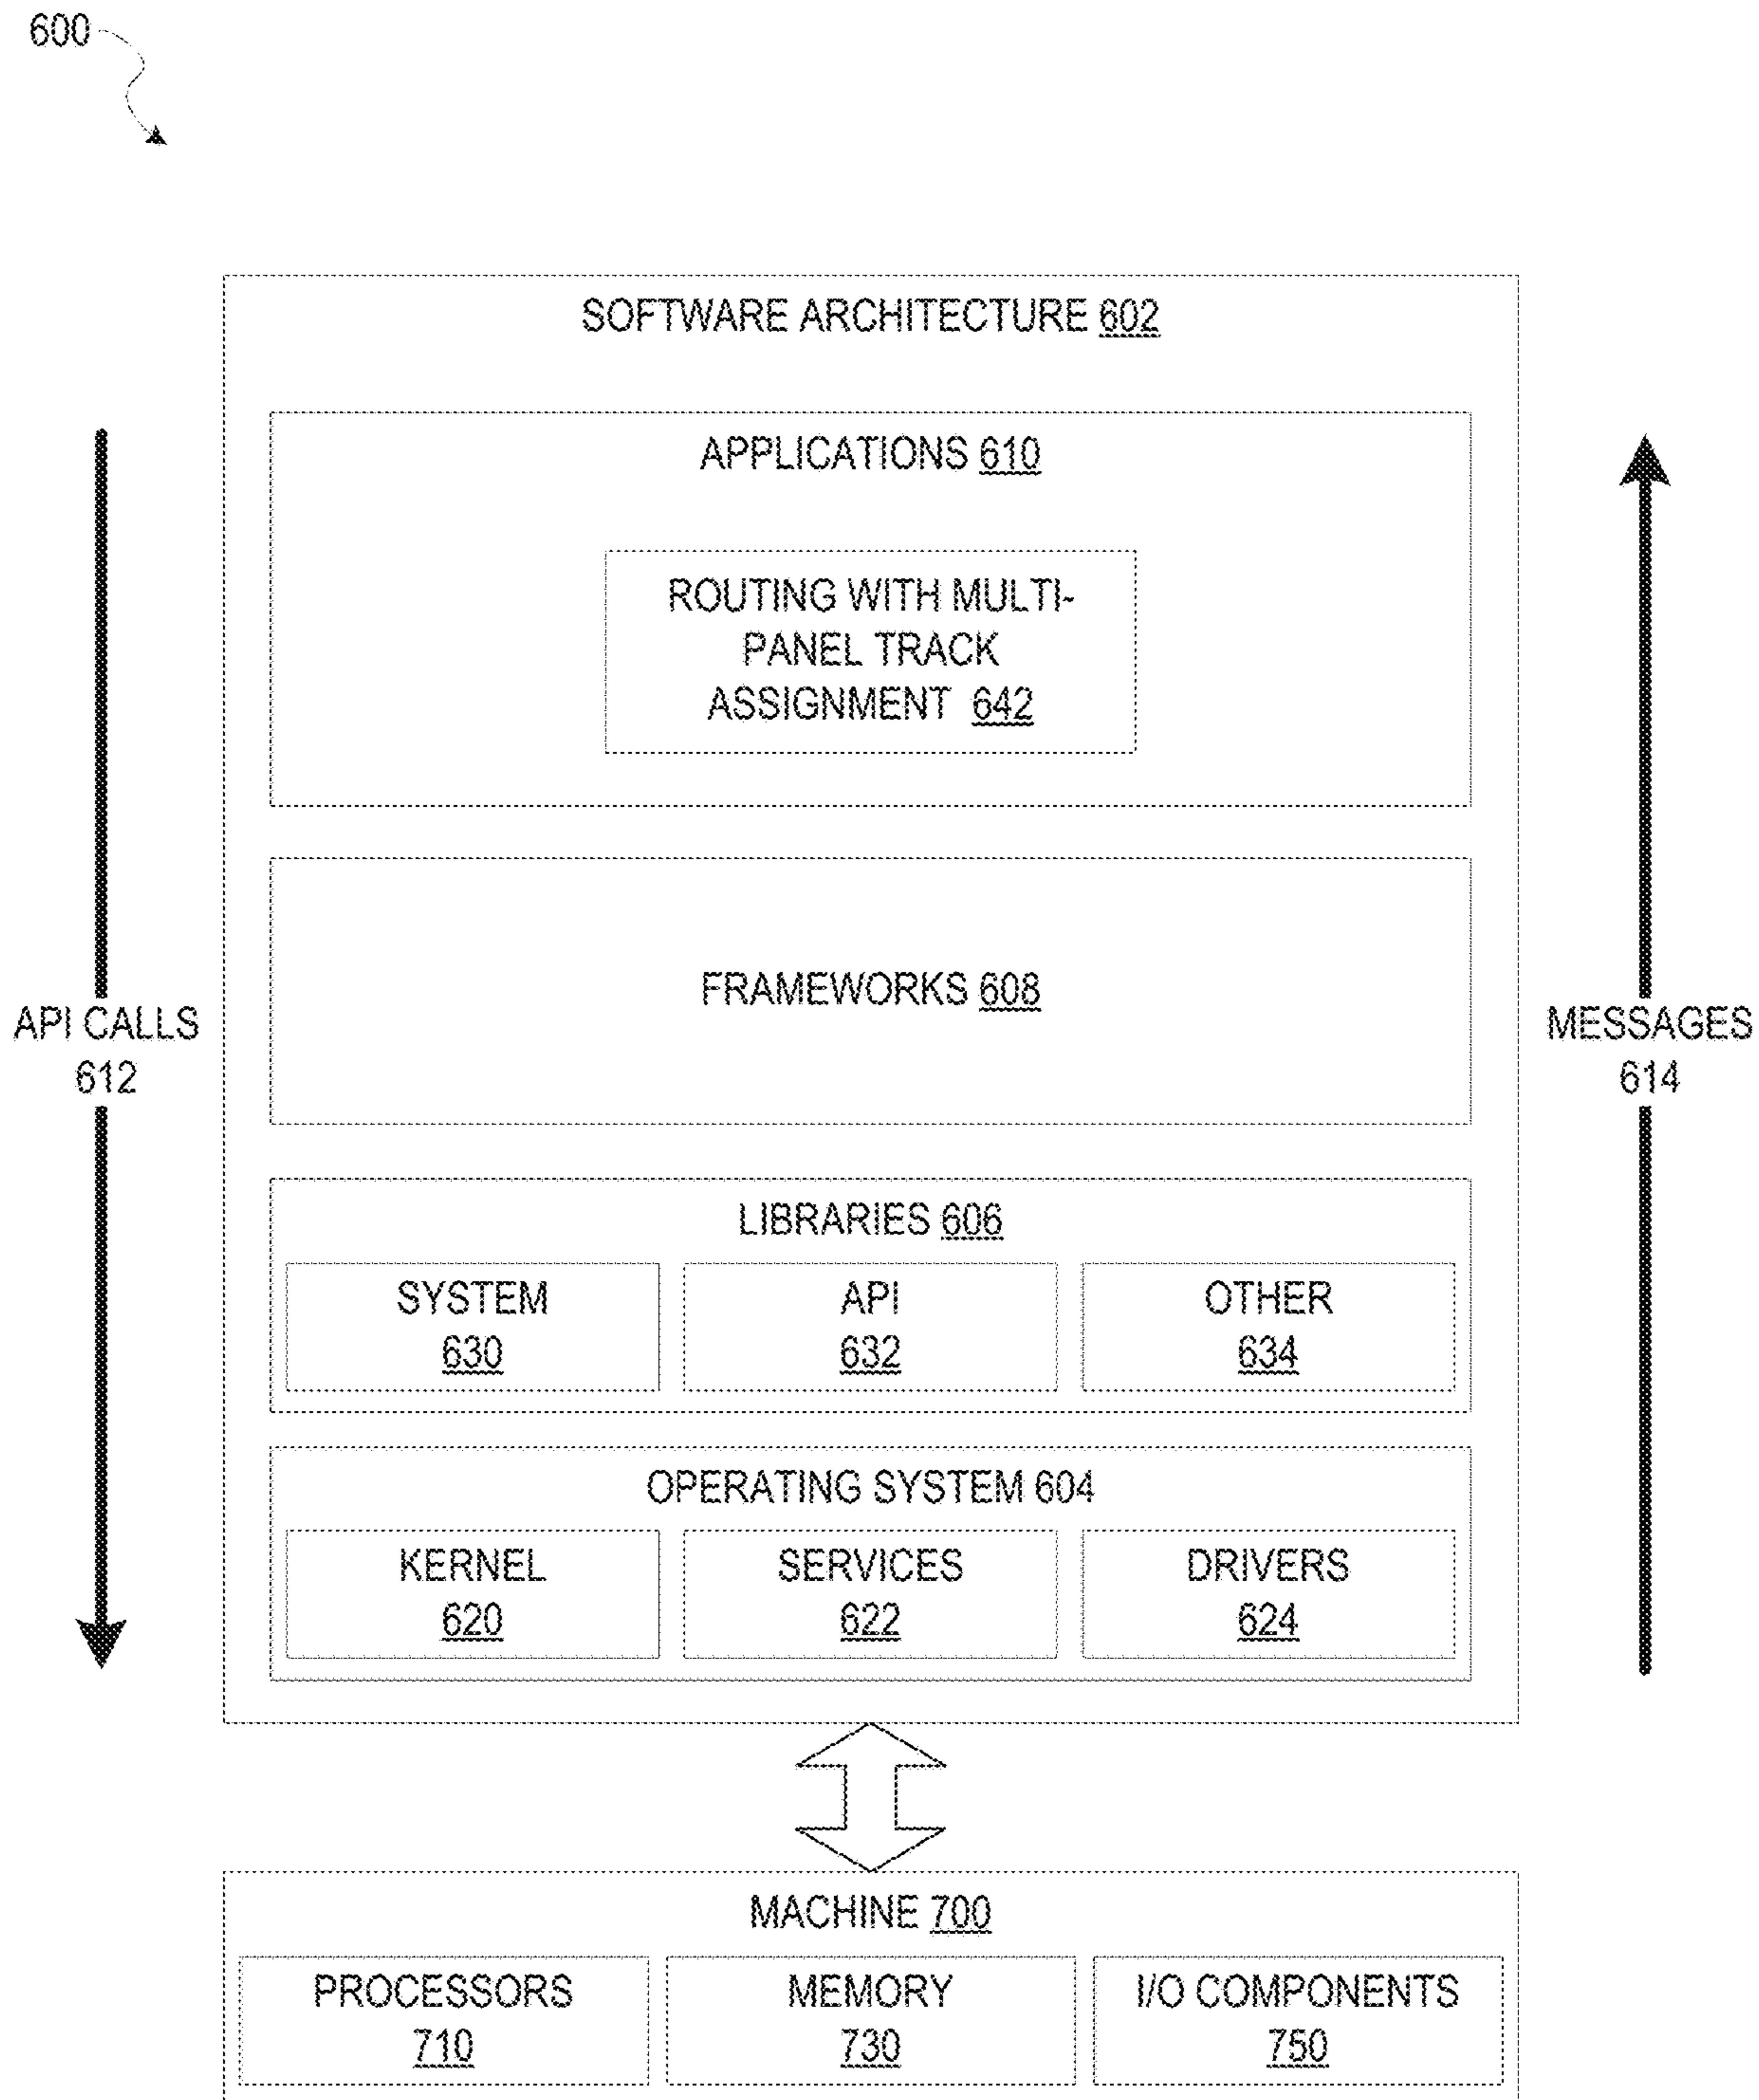 600
SOFTWARE ARCHITECTURE 602
APPLICATIONS 610
ROUTING WITH MULTI-
PANEL TRACK
ASSIGNMENT 642
FRAMEWORKS 608
API CALLS
612
MESSAGES
614
LIBRARIES 606
SYSTEM
630
API
632
OTHER
634
OPERATING SYSTEM 604
KERNEL
620
SERVICES
622
DRIVERS
624
MACHINE 700
PROCESSORS
710
MEMORY
730
I/O COMPONENTS
750